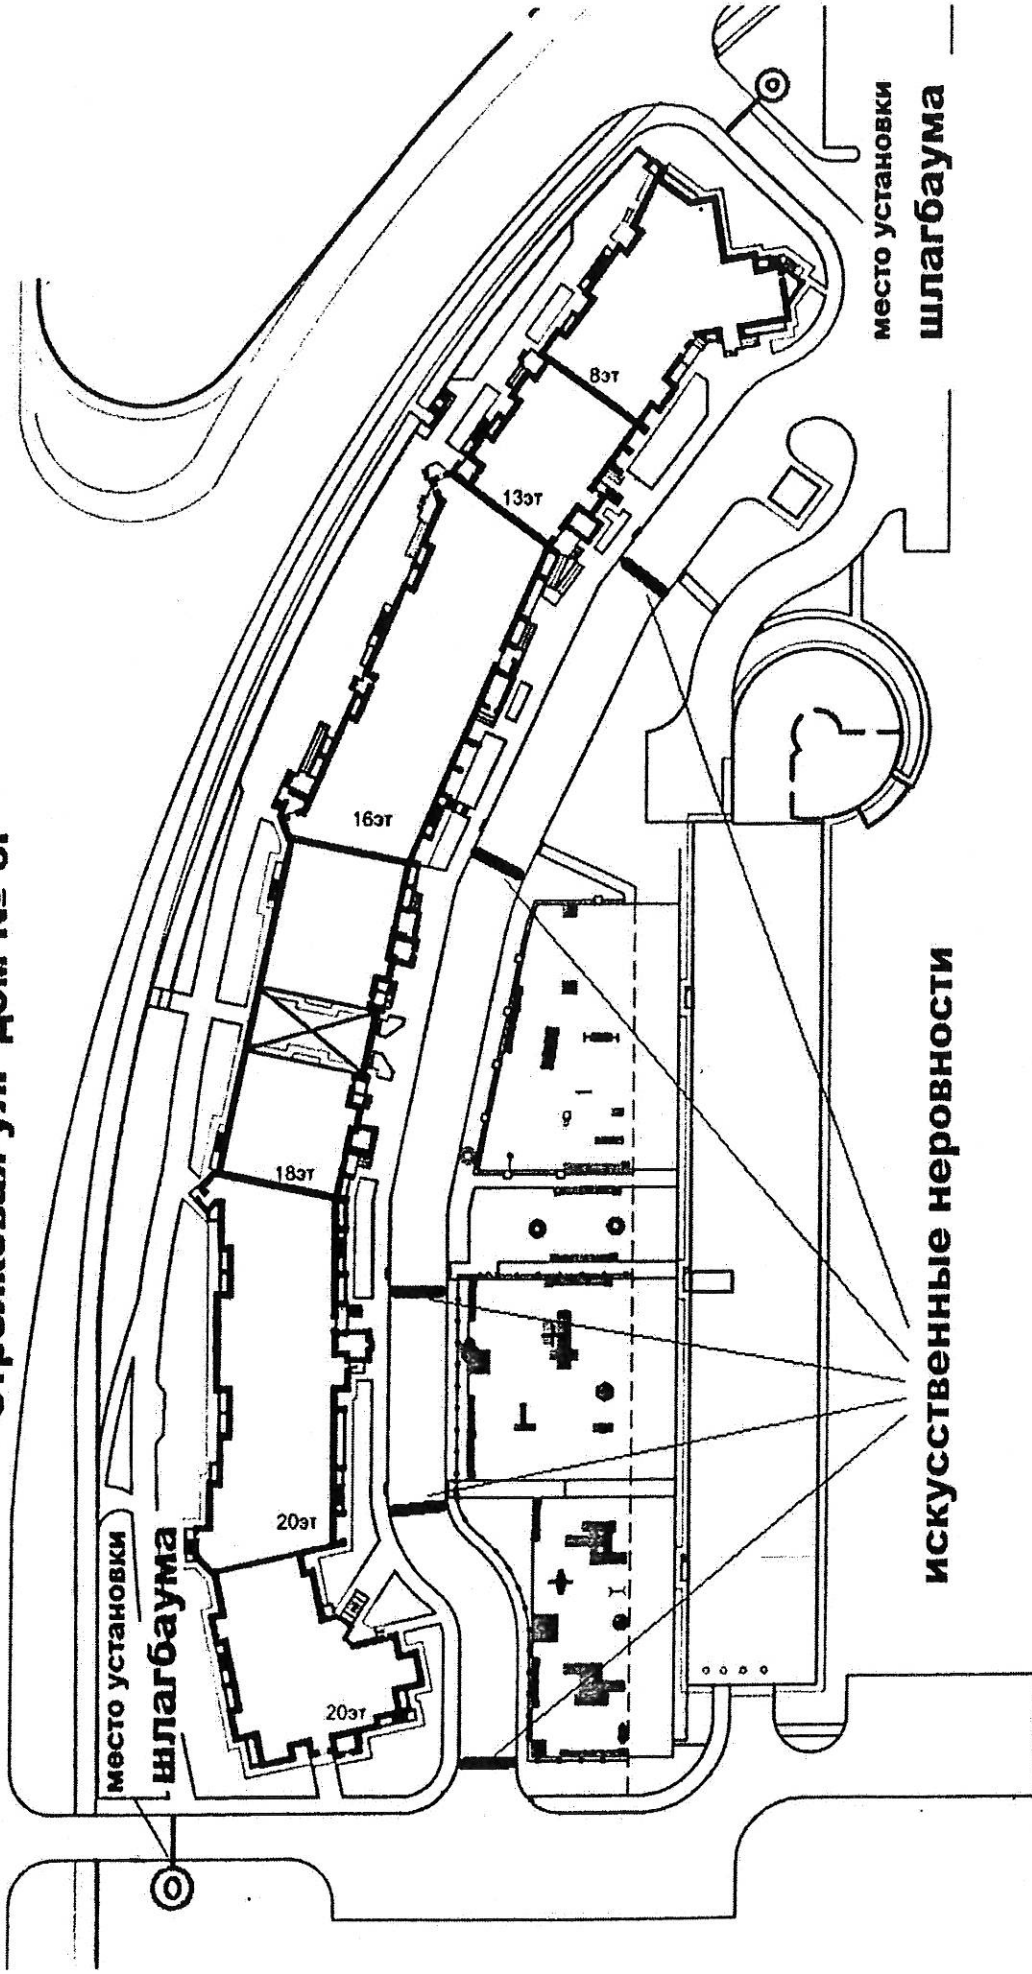 место установки
шлагбаума
20эт
20эт
18эт
16эт
13эт
8эт
место установки
шлагбаума
искусственные неровности